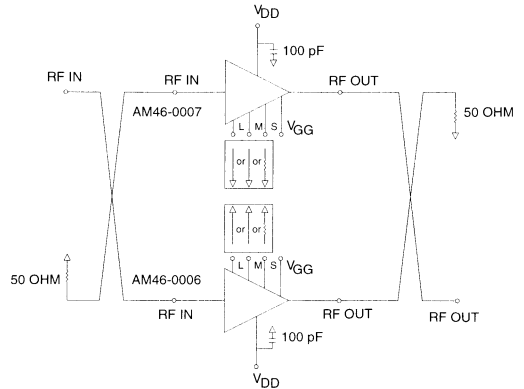 VDD
100 pF
RF IN
RF IN
RF OUT
AM46-0007
50 OHM
L M S VGG
or or
or or
L M S VGG
50 OHM
AM46-0006
RF IN
RF OUT
RF OUT
100 pF
VDD